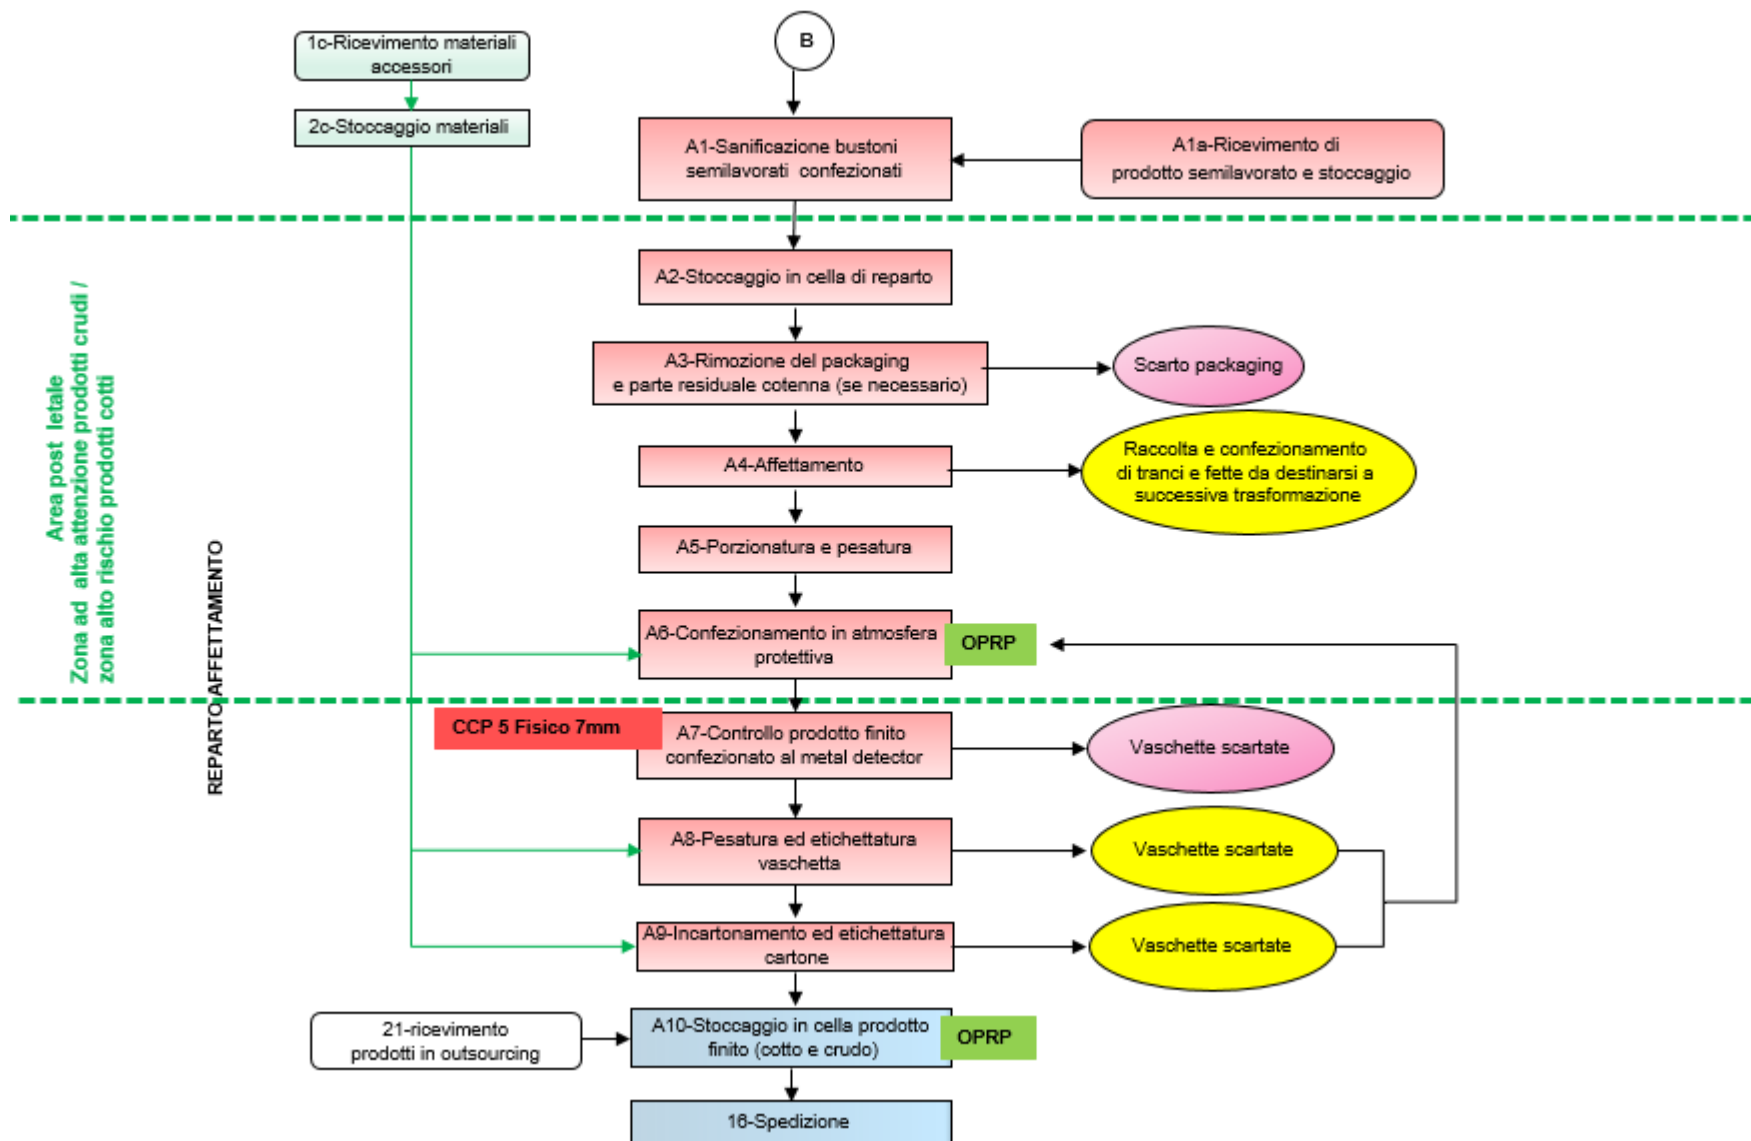 1c-Ricevimento materiali
accessori
B
2c-Stoccaggio materiali
A1-Sanificazione bustoni
semilavorati confezionati
A1a-Ricevimento di
prodotto semilavorato e stoccaggio
A2-Stoccaggio in cella di reparto
Area post letale
Zona ad alta attenzione prodotti crudi /
zona alto rischio prodotti cotti
REPARTO AFFETTAMENTO
A3-Rimozione del packaging
e parte residuale cotenna (se necessario)
Scarto packaging
A4-Affettamento
Raccolta e confezionamento
di tranci e fette da destinarsi a
successiva trasformazione
A5-Porzionatura e pesatura
A6-Confezionamento in atmosfera
protettiva
OPRP
CCP 5 Fisico 7mm
A7-Controllo prodotto finito
confezionato al metal detector
Vaschette scartate
A8-Pesatura ed etichettatura
vaschetta
Vaschette scartate
A9-Incartonamento ed etichettatura
cartone
Vaschette scartate
21-ricevimento
prodotti in outsourcing
A10-Stoccaggio in cella prodotto
finito (cotto e crudo)
OPRP
16-Spedizione